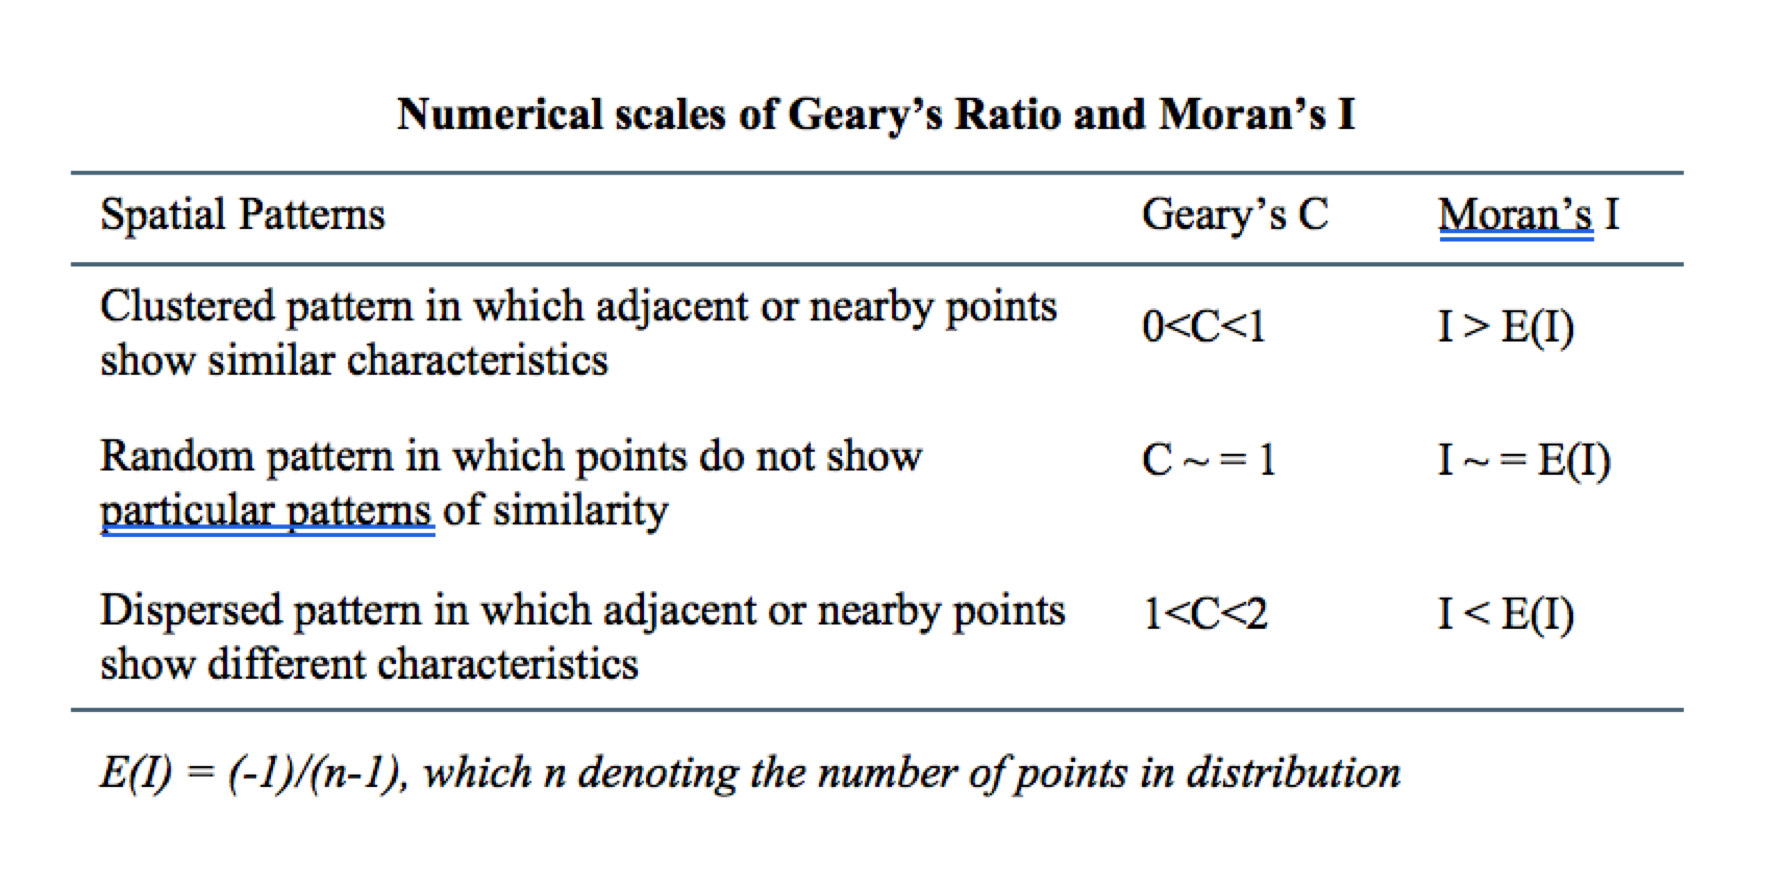 Numerical scales of Geary’s Ratio and Moran’s I
Spatial Patterns Geary’s C Moran’s I
Clustered pattern in which adjacent or nearby points
show similar characteristics
0<C<1 I > E(I)
Random pattern in which points do not show
particular patterns of similarity
C ~ = 1 I ~ = E(I)
Dispersed pattern in which adjacent or nearby points
show different characteristics
1<C<2 I < E(I)
E(I) = (-1)/(n-1), which n denoting the number of points in distribution